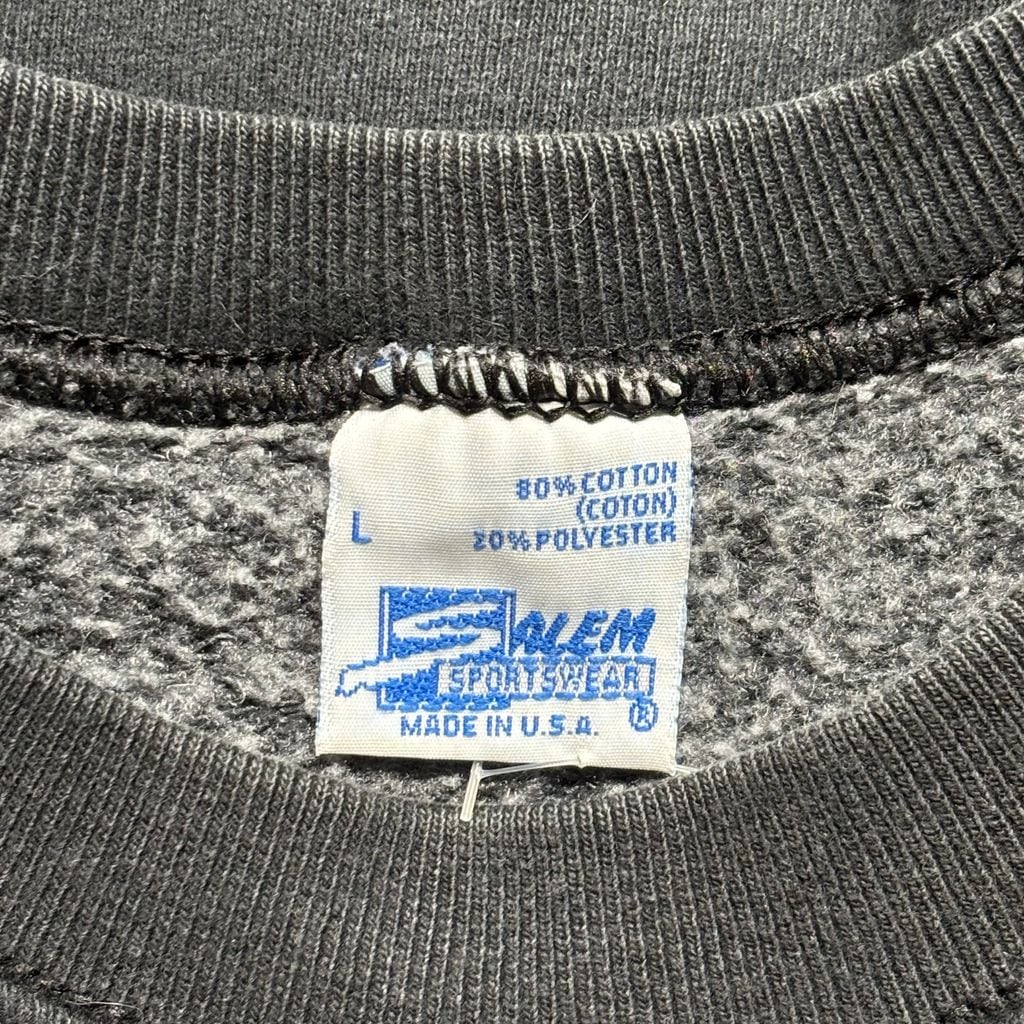 80% COTTON
(COTON)
L
20% POLYESTER
SALEM
SPORTSWEAR
®
MADE IN U.S.A.